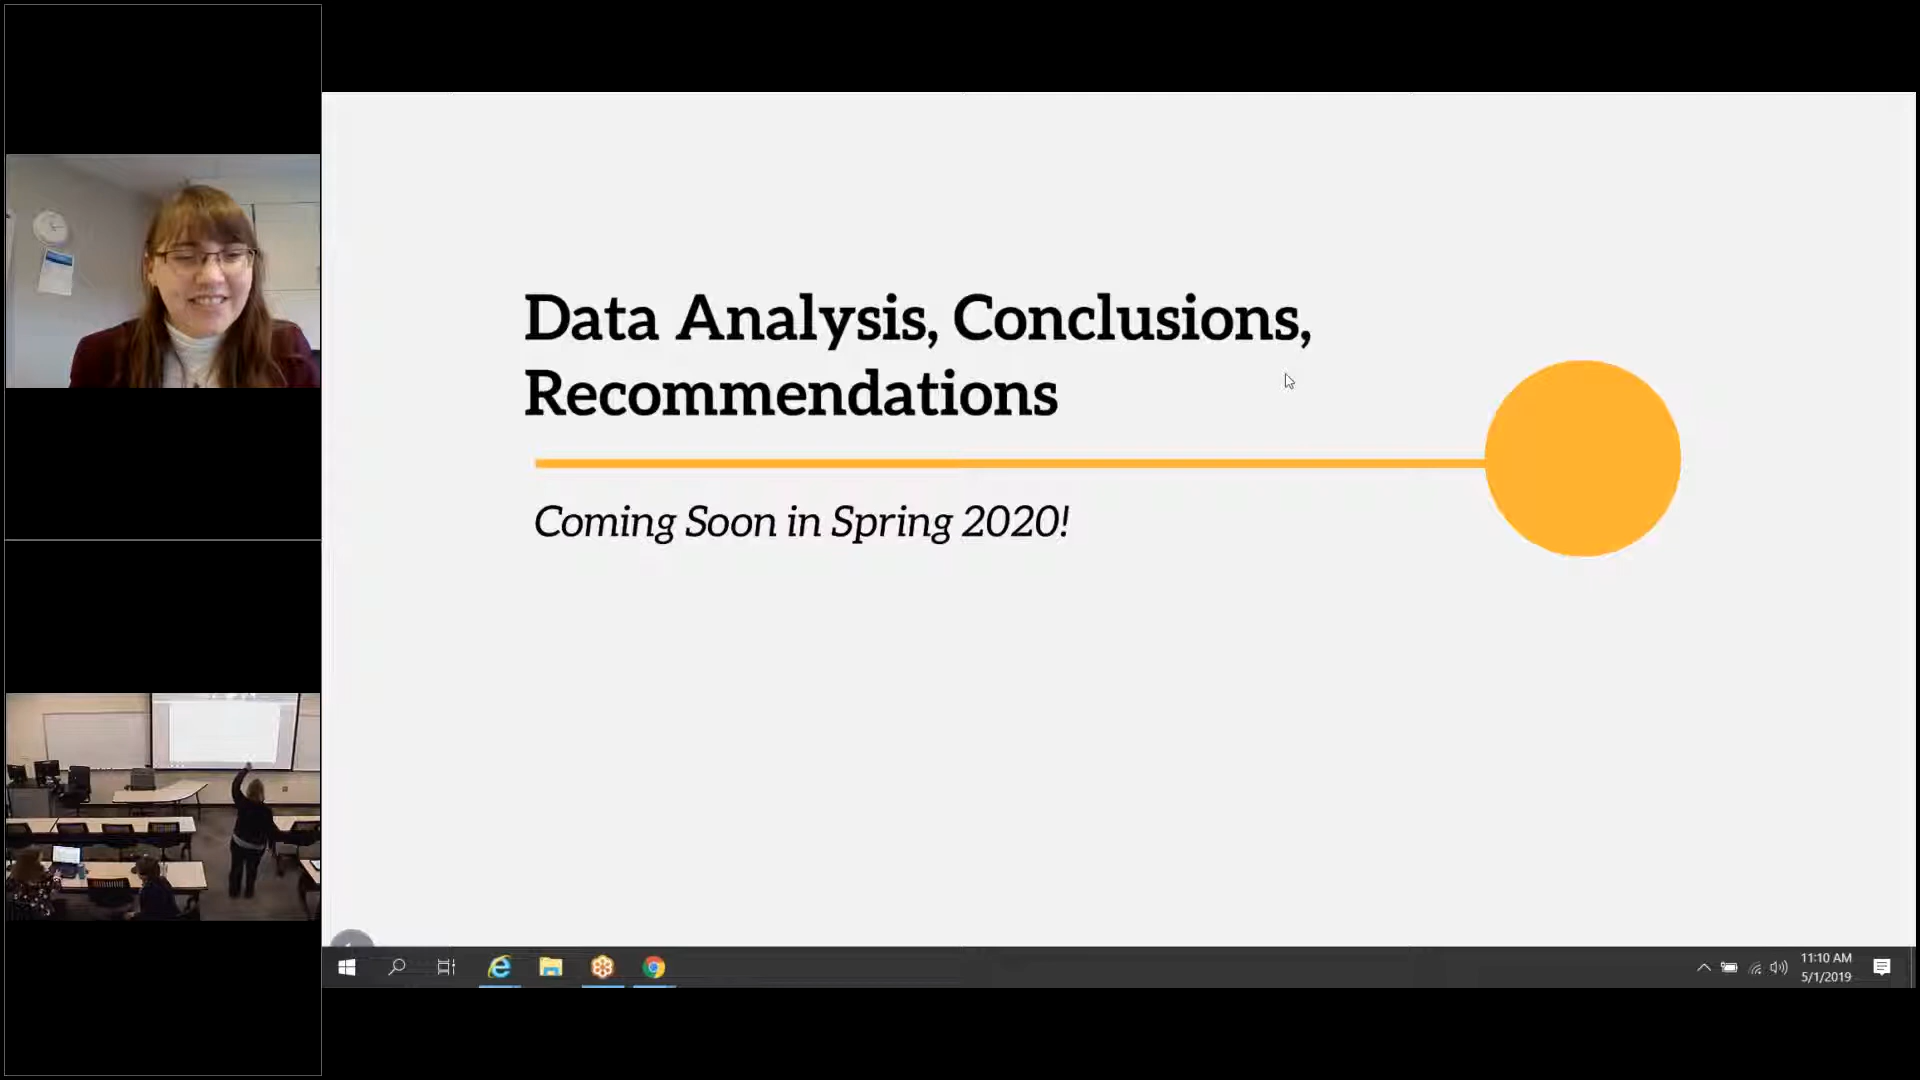 Data Analysis, Conclusions,
Recommendations
Coming Soon in Spring 2020!
11:10 AM
5/1/2019